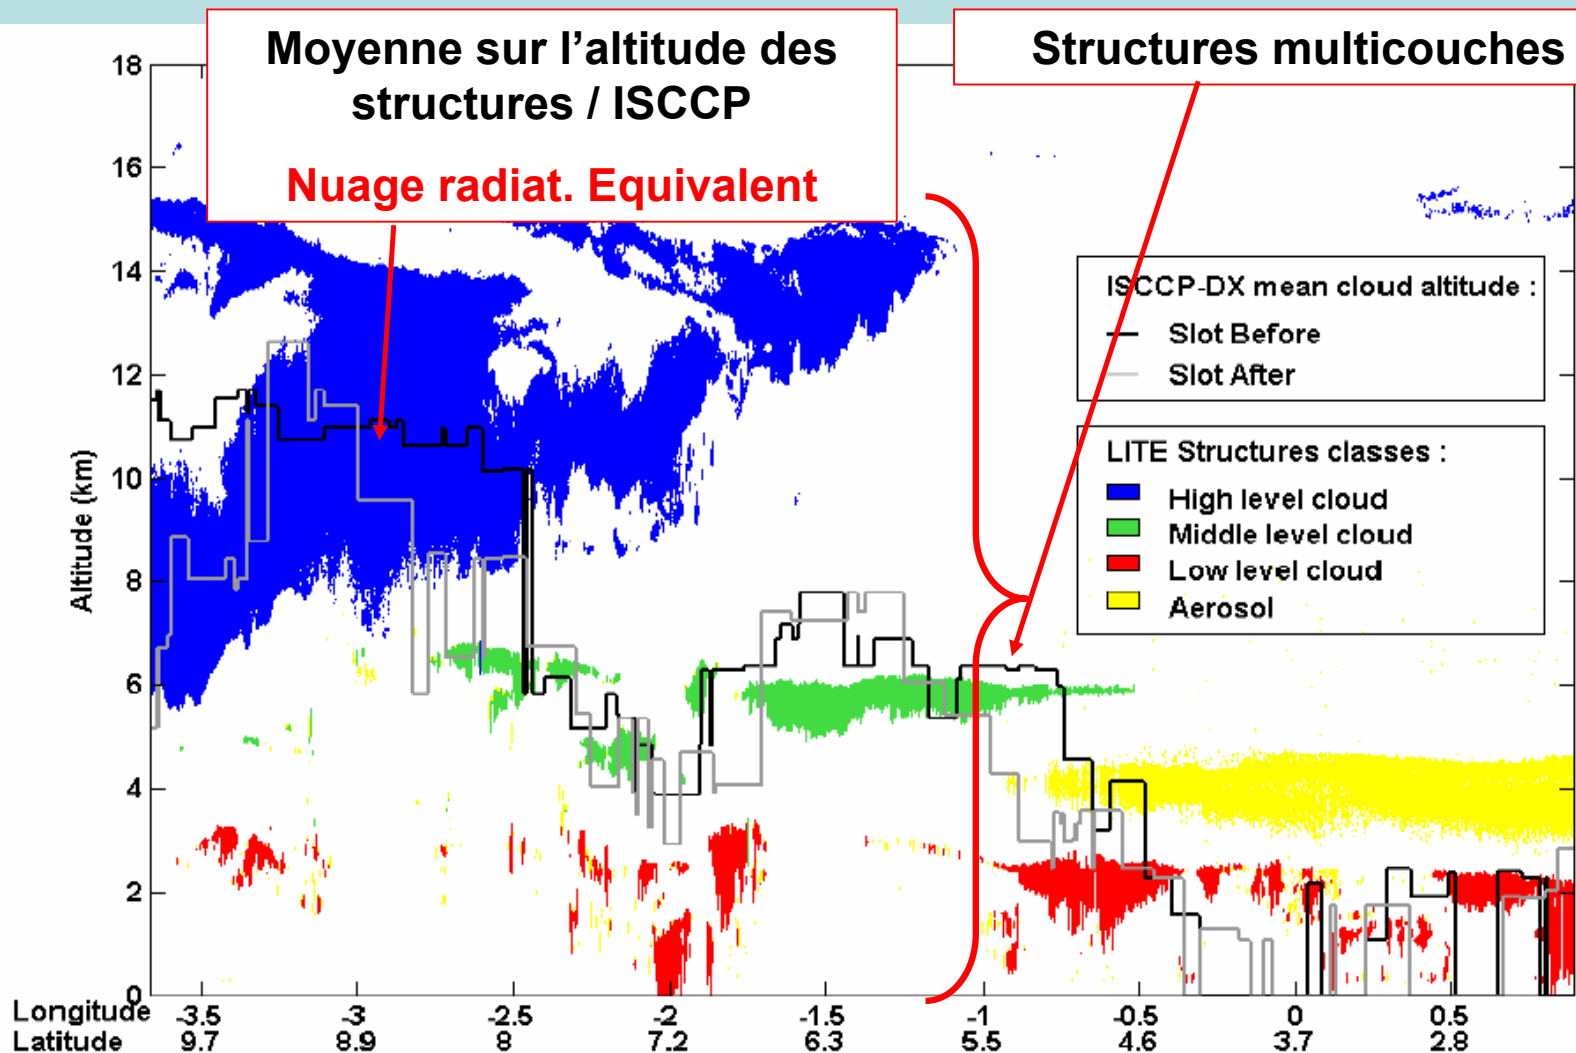 Moyenne sur l’altitude des
structures / ISCCP
Nuage radiat. Equivalent
Structures multicouches
18
16
14
12
10
8
6
4
2
0
Altitude (km)
ISCCP-DX mean cloud altitude :
Slot Before
Slot After
LITE Structures classes :
High level cloud
Middle level cloud
Low level cloud
Aerosol
Longitude -3.5 -3 -2.5 -2 -1.5 -1 -0.5 0 0.5
Latitude 9.7 8.9 8 7.2 6.3 5.5 4.6 3.7 2.8